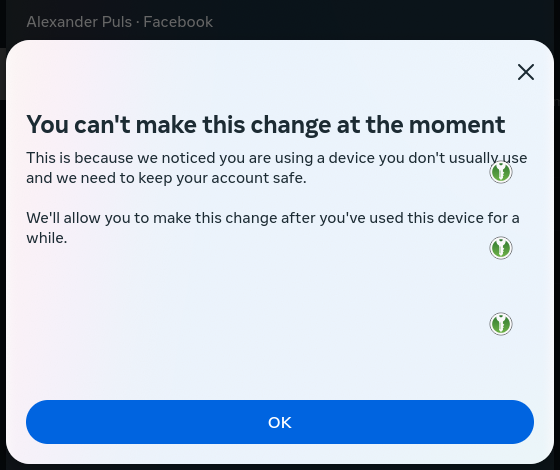 Alexander Puls · Facebook
You can't make this change at the moment
This is because we noticed you are using a device you don't usually use
and we need to keep your account safe.
We'll allow you to make this change after you've used this device for a
while.
OK